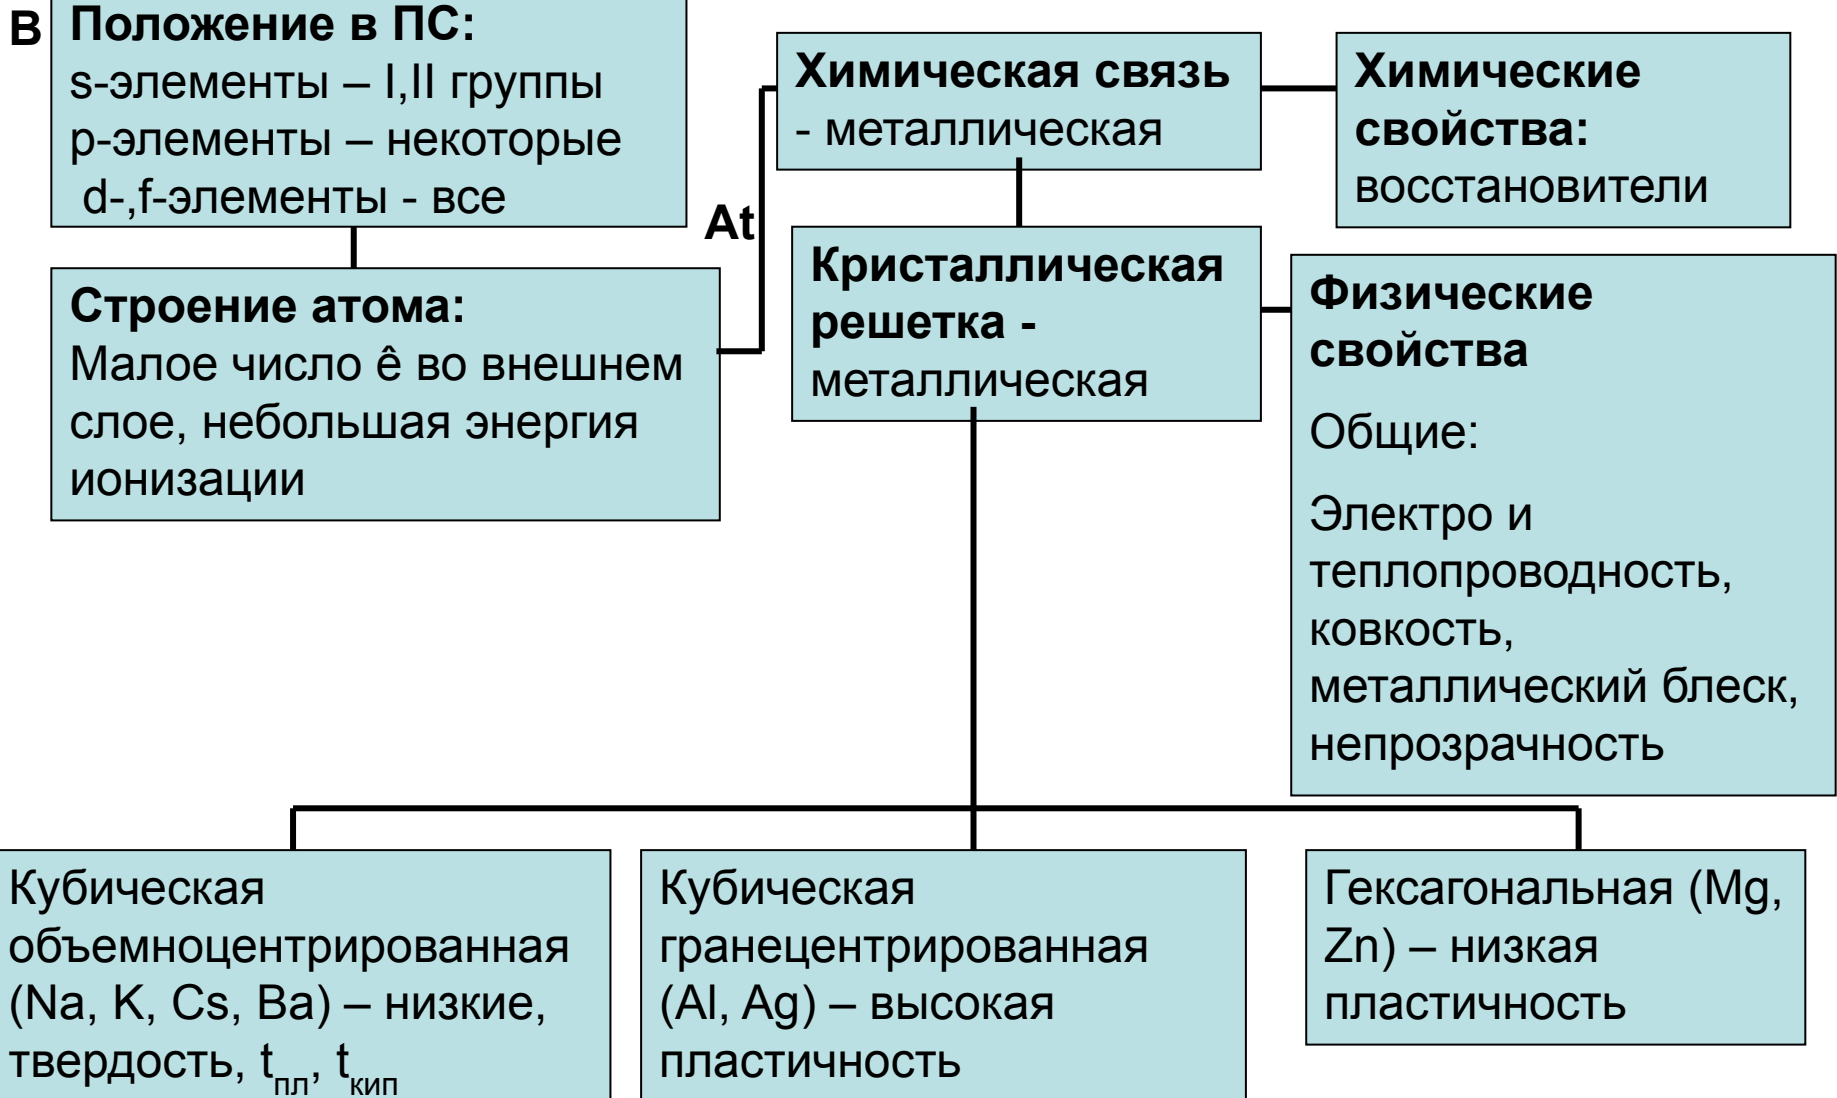 В
Положение в ПС:
s-элементы – I,II группы
р-элементы – некоторые
d-,f-элементы - все
Строение атома:
Малое число ê во внешнем
слое, небольшая энергия
ионизации
At
Химическая связь
- металлическая
Химические
свойства:
восстановители
Кристаллическая
решетка -
металлическая
Физические
свойства
Общие:
Электро и
теплопроводность,
ковкость,
металлический блеск,
непрозрачность
Кубическая
объемноцентрированная
(Na, K, Cs, Ba) – низкие,
твердость, tпл, tкип
Кубическая
гранецентрированная
(Al, Ag) – высокая
пластичность
Гексагональная (Mg,
Zn) – низкая
пластичность